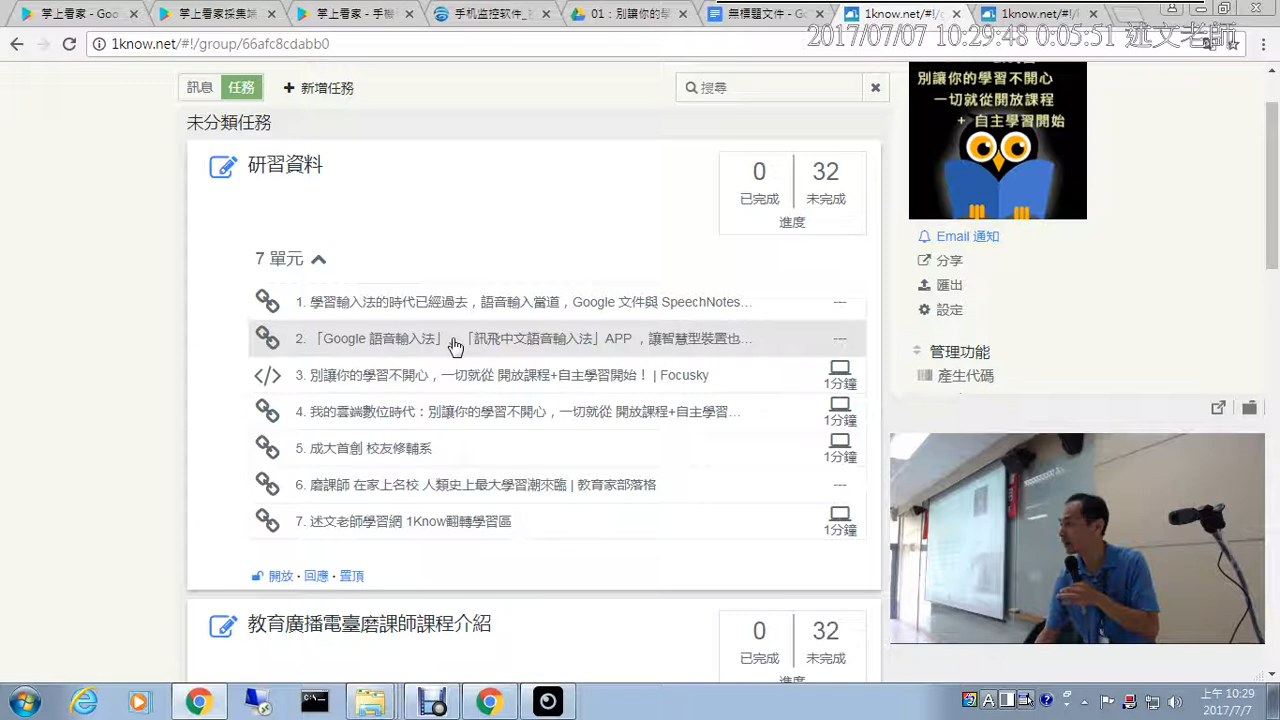 掌上看家 - Go
掌上看家採集端
掌上看家 - 手機
手机监控软件_
01：別讓你的學
無標題文件 - Goo
1know.net/#!/g
1know.net/#!/
1know.net/#!/group/66afc8dabb0
2017/07/07 10:29:48 0:05:51 述文老師
訊息 任務 新增任務
搜尋
未分類任務
研習資料
0 32
已完成 未完成
進度
7 單元
1. 學習輸入法的時代已經過去，語音輸入當道，Google 文件與 SpeechNotes... ---
2. 「Google 語音輸入法」 「訊飛中文語音輸入法」APP ，讓智慧型裝置也... ---
3. 別讓你的學習不開心，一切就從 開放課程+自主學習開始！ | Focusky 1分鐘
4. 我的雲端數位時代：別讓你的學習不開心，一切就從 開放課程+自主學習... 1分鐘
5. 成大首創 校友修輔系 1分鐘
6. 磨課師 在家上名校 人類史上最大學習潮來臨 | 教育家部落格 ---
7. 述文老師學習網 1Know翻轉學習區 1分鐘
開放 · 回應 · 置頂
教育廣播電臺磨課師課程介紹
0 32
已完成 未完成
進度
別讓你的學習不開心
一切就從開放課程
+ 自主學習開始
Email 通知
分享
匯出
設定
管理功能
產生代碼
上午 10:29
2017/7/7